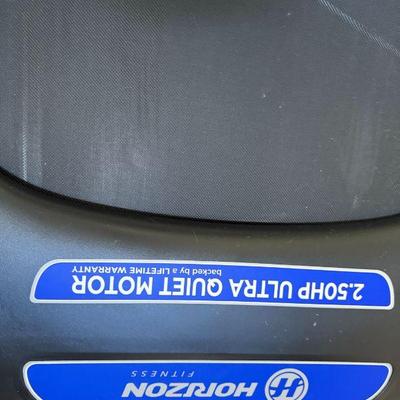 HORIZON
FITNESS
2.50HP ULTRA QUIET MOTOR
backed by a LIFETIME WARRANTY